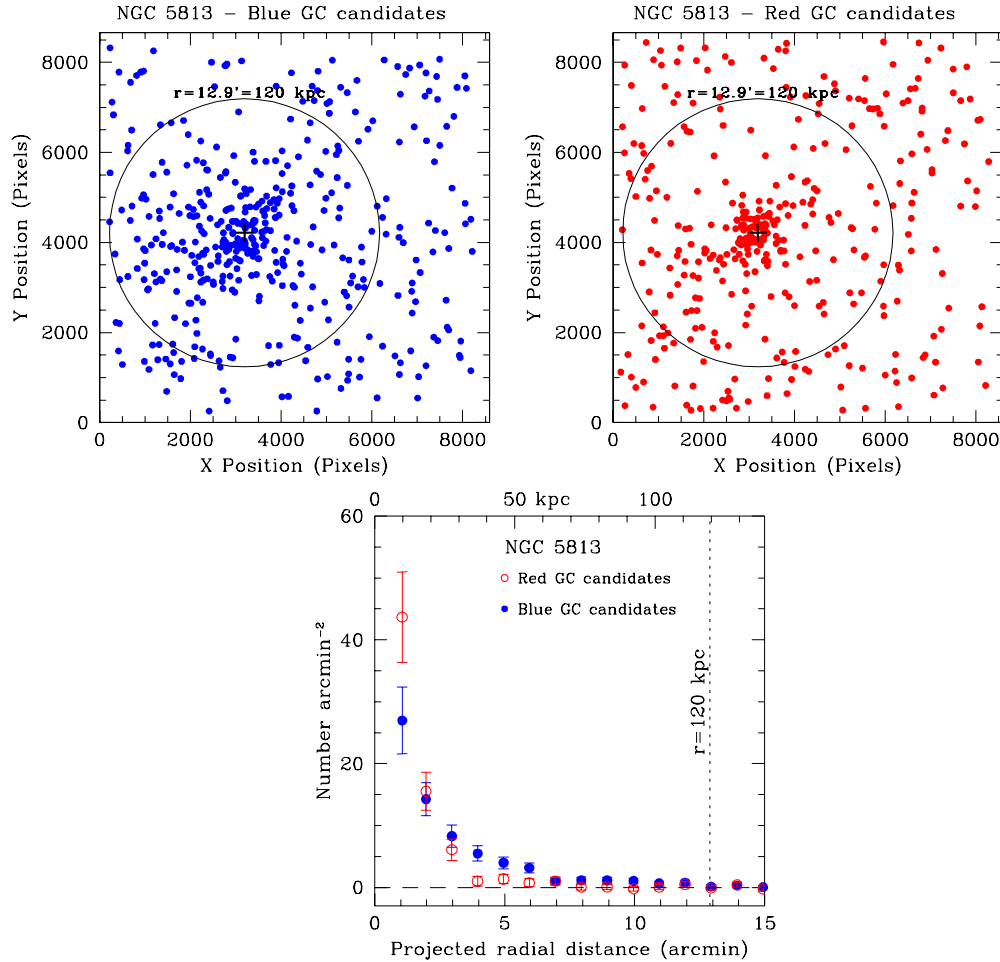 NGC 5813 − Blue GC candidates
r=12.9'=120 kpc
8000
6000
4000
2000
0
Y Position (Pixels)
0 2000 4000 6000 8000
X Position (Pixels)
NGC 5813 − Red GC candidates
r=12.9'=120 kpc
8000
6000
4000
2000
0
Y Position (Pixels)
0 2000 4000 6000 8000
X Position (Pixels)
0 50 kpc 100
60
40
20
0
Number arcmin⁻²
NGC 5813
Red GC candidates
Blue GC candidates
r=120 kpc
0 5 10 15
Projected radial distance (arcmin)